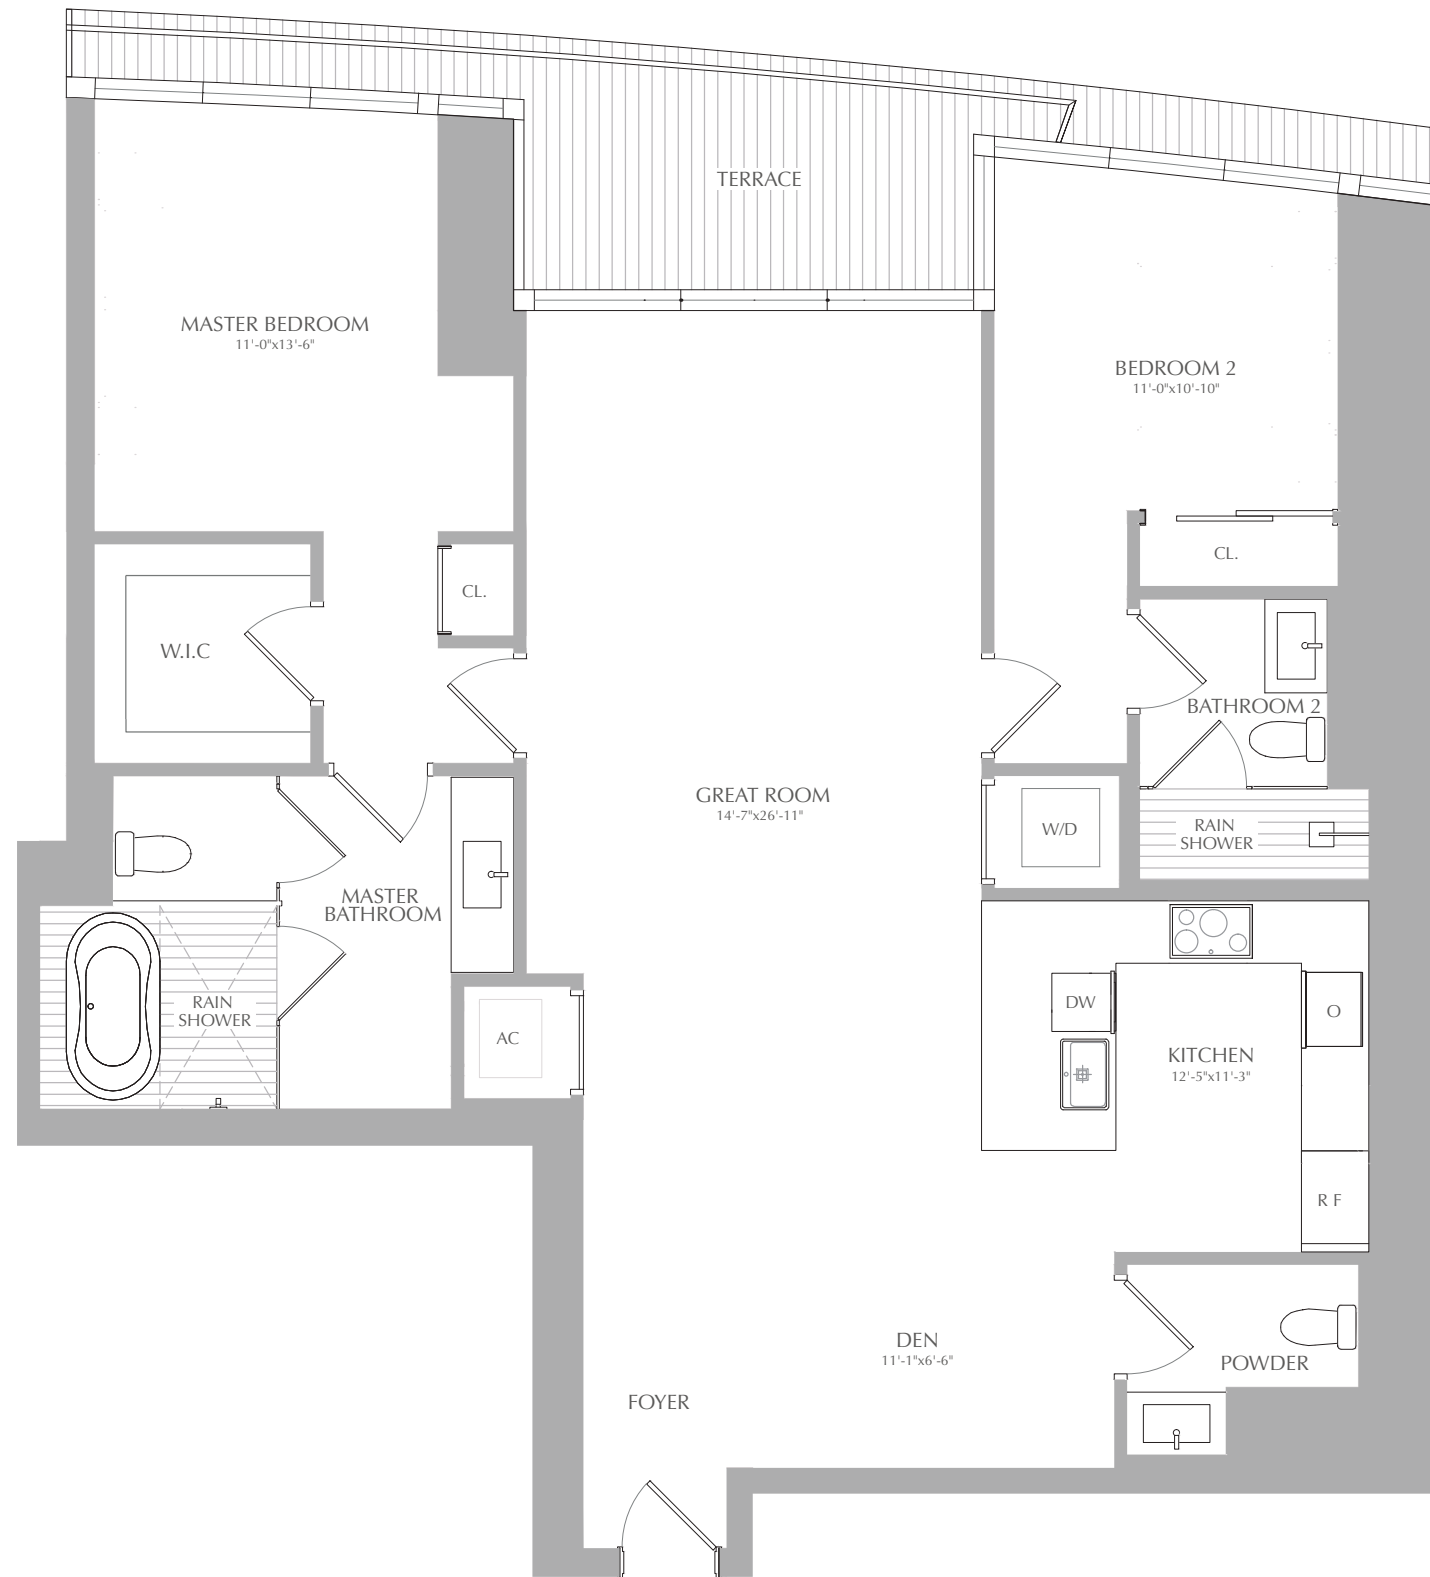 TERRACE
MASTER BEDROOM
11'-0"x13'-6"
BEDROOM 2
11'-0"x10'-10"
CL.
CL.
W.I.C
BATHROOM 2
GREAT ROOM
14'-7"x26'-11"
W/D
RAIN
SHOWER
MASTER
BATHROOM
RAIN
SHOWER
DW
O
AC
KITCHEN
12'-5"x11'-3"
R F
DEN
11'-1"x6'-6"
POWDER
FOYER